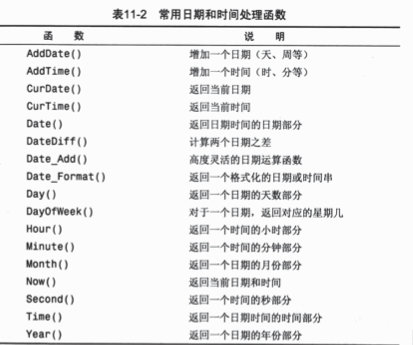 表11-2 常用日期和时间处理函数
函 数 说 明
AddDate() 增加一个日期（天、周等）
AddTime() 增加一个时间（时、分等）
CurDate() 返回当前日期
CurTime() 返回当前时间
Date() 返回日期时间的日期部分
DateDiff() 计算两个日期之差
Date_Add() 高度灵活的日期运算函数
Date_Format() 返回一个格式化的日期或时间串
Day() 返回一个日期的天数部分
DayOfWeek() 对于一个日期，返回对应的星期几
Hour() 返回一个时间的小时部分
Minute() 返回一个时间的分钟部分
Month() 返回一个日期的月份部分
Now() 返回当前日期和时间
Second() 返回一个时间的秒部分
Time() 返回一个日期时间的时间部分
Year() 返回一个日期的年份部分